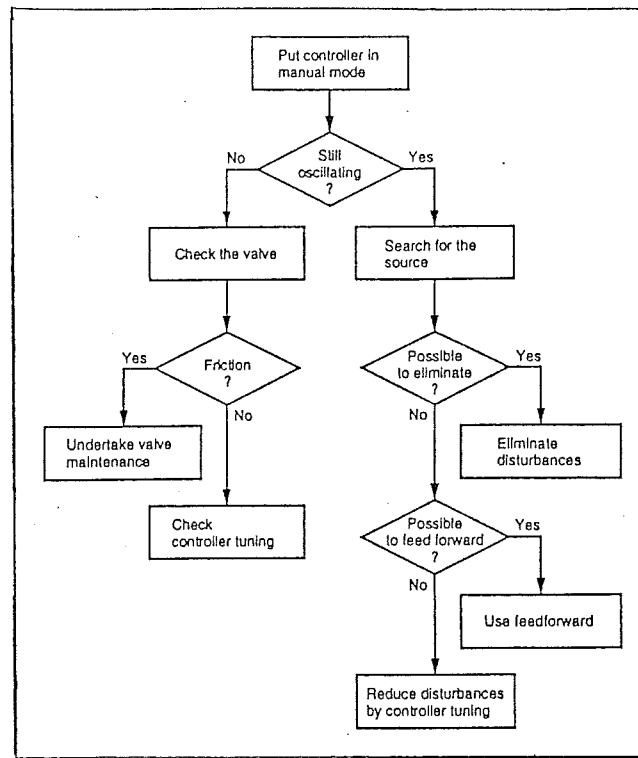 Put controller in
manual mode
No
Still
oscillating
?
Yes
Check the valve
Search for the
source
Yes
Friction
?
No
Possible
to eliminate
?
Yes
No
Undertake valve
maintenance
Eliminate
disturbances
Check
controller tuning
Possible
to feed forward
?
Yes
No
Use feedforward
Reduce disturbances
by controller tuning